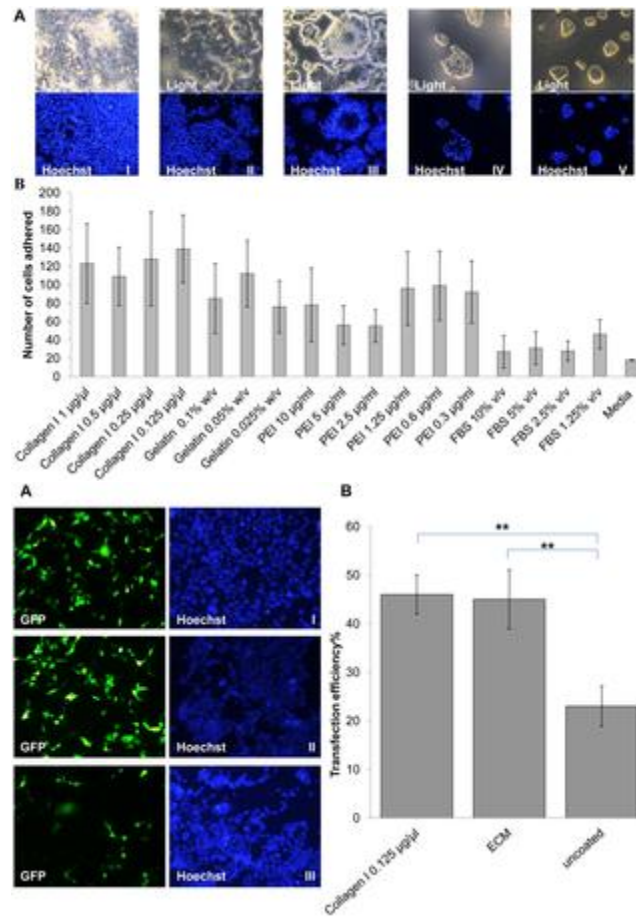 A
Light
Light
Light
Light
Light
Hoechst I
Hoechst II
Hoechst III
Hoechst IV
Hoechst V
B
Number of cells adhered
200
180
160
140
120
100
80
60
40
20
0
Collagen I 1 µg/µl
Collagen I 0.5 µg/µl
Collagen I 0.25 µg/µl
Collagen I 0.125 µg/µl
Gelatin 0.1% w/v
Gelatin 0.05% w/v
Gelatin 0.025% w/v
PEI 10 µg/ml
PEI 5 µg/ml
PEI 2.5 µg/ml
PEI 1.25 µg/ml
PEI 0.6 µg/ml
PEI 0.3 µg/ml
FBS 10% v/v
FBS 5% v/v
FBS 2.5% v/v
FBS 1.25% v/v
Media
A
GFP
Hoechst I
GFP
Hoechst II
GFP
Hoechst III
B
Transfection efficiency%
60
50
40
30
20
10
0
**
**
Collagen I 0.125 µg/µl
ECM
uncoated